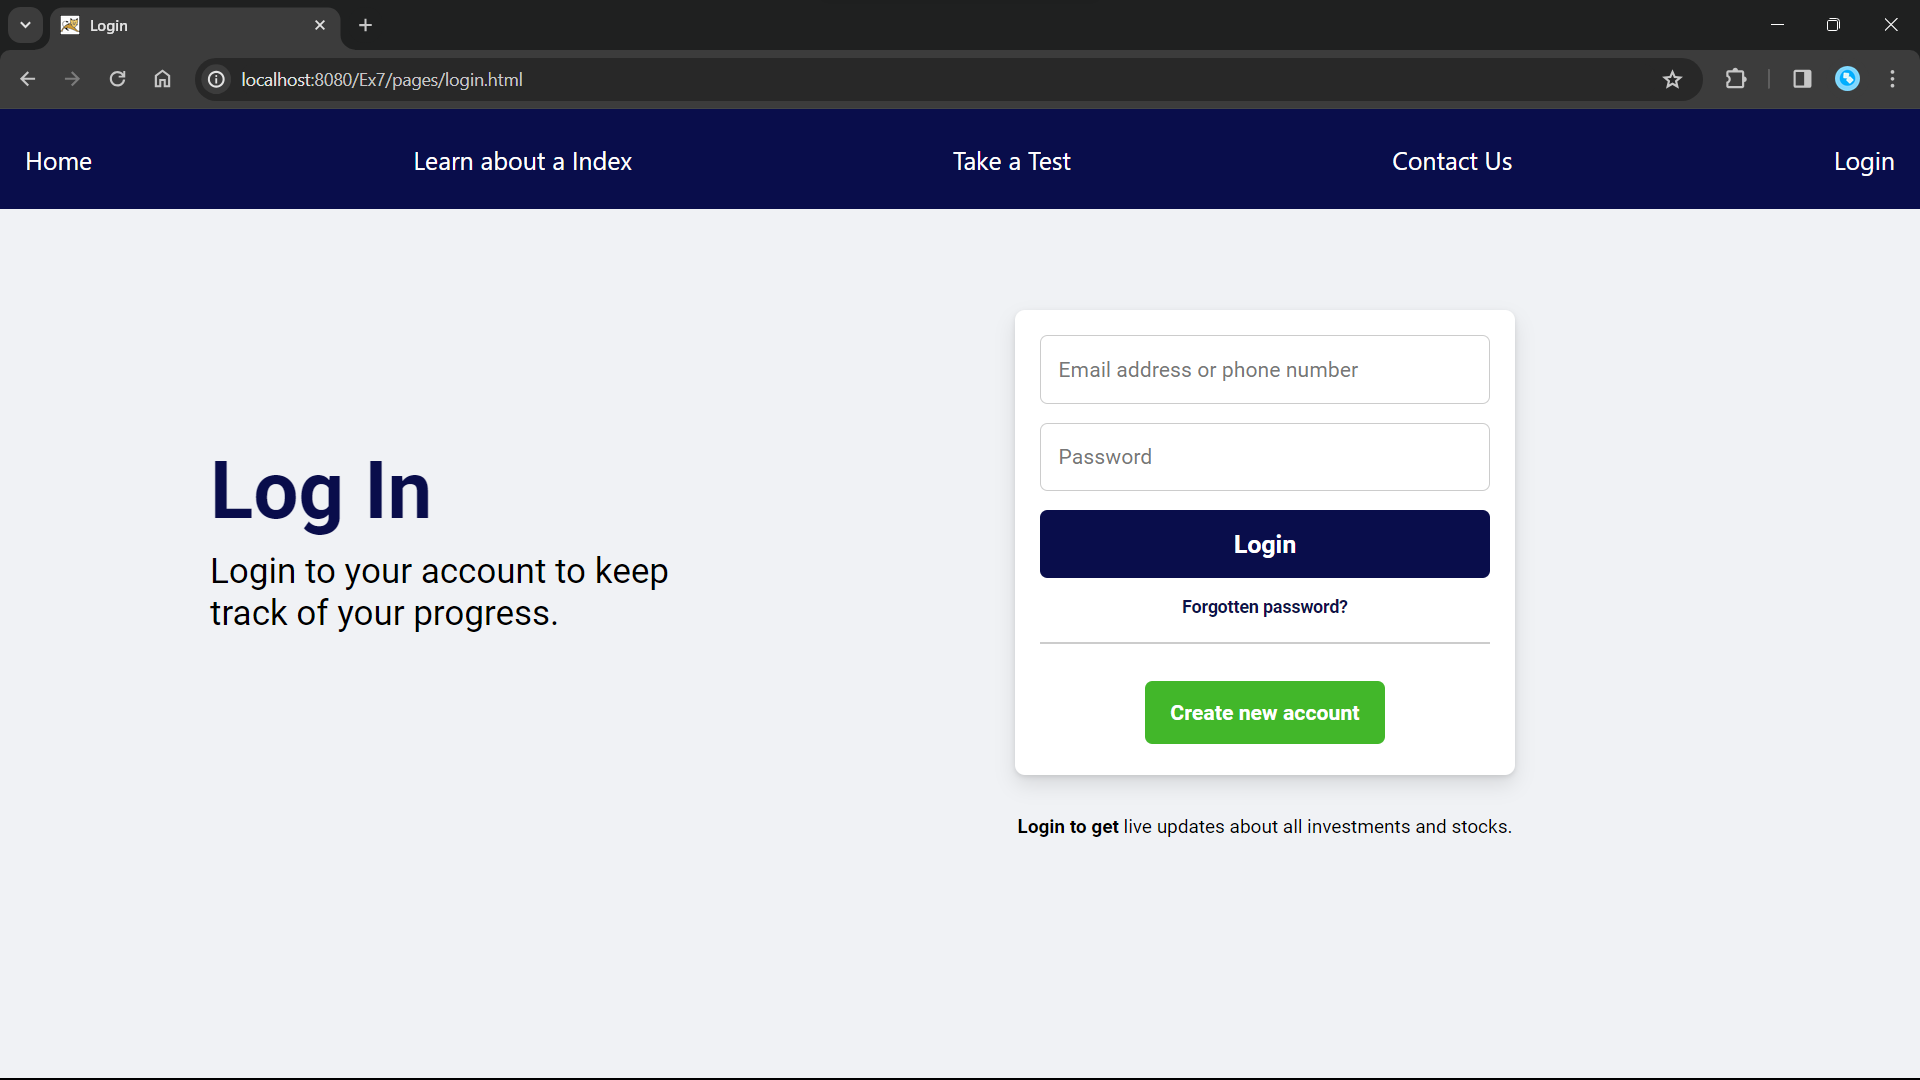 Login
localhost:8080/Ex7/pages/login.html
Home Learn about a Index Take a Test Contact Us Login
Log In
Login to your account to keep
track of your progress.
Email address or phone number
Password
Login
Forgotten password?
Create new account
Login to get live updates about all investments and stocks.